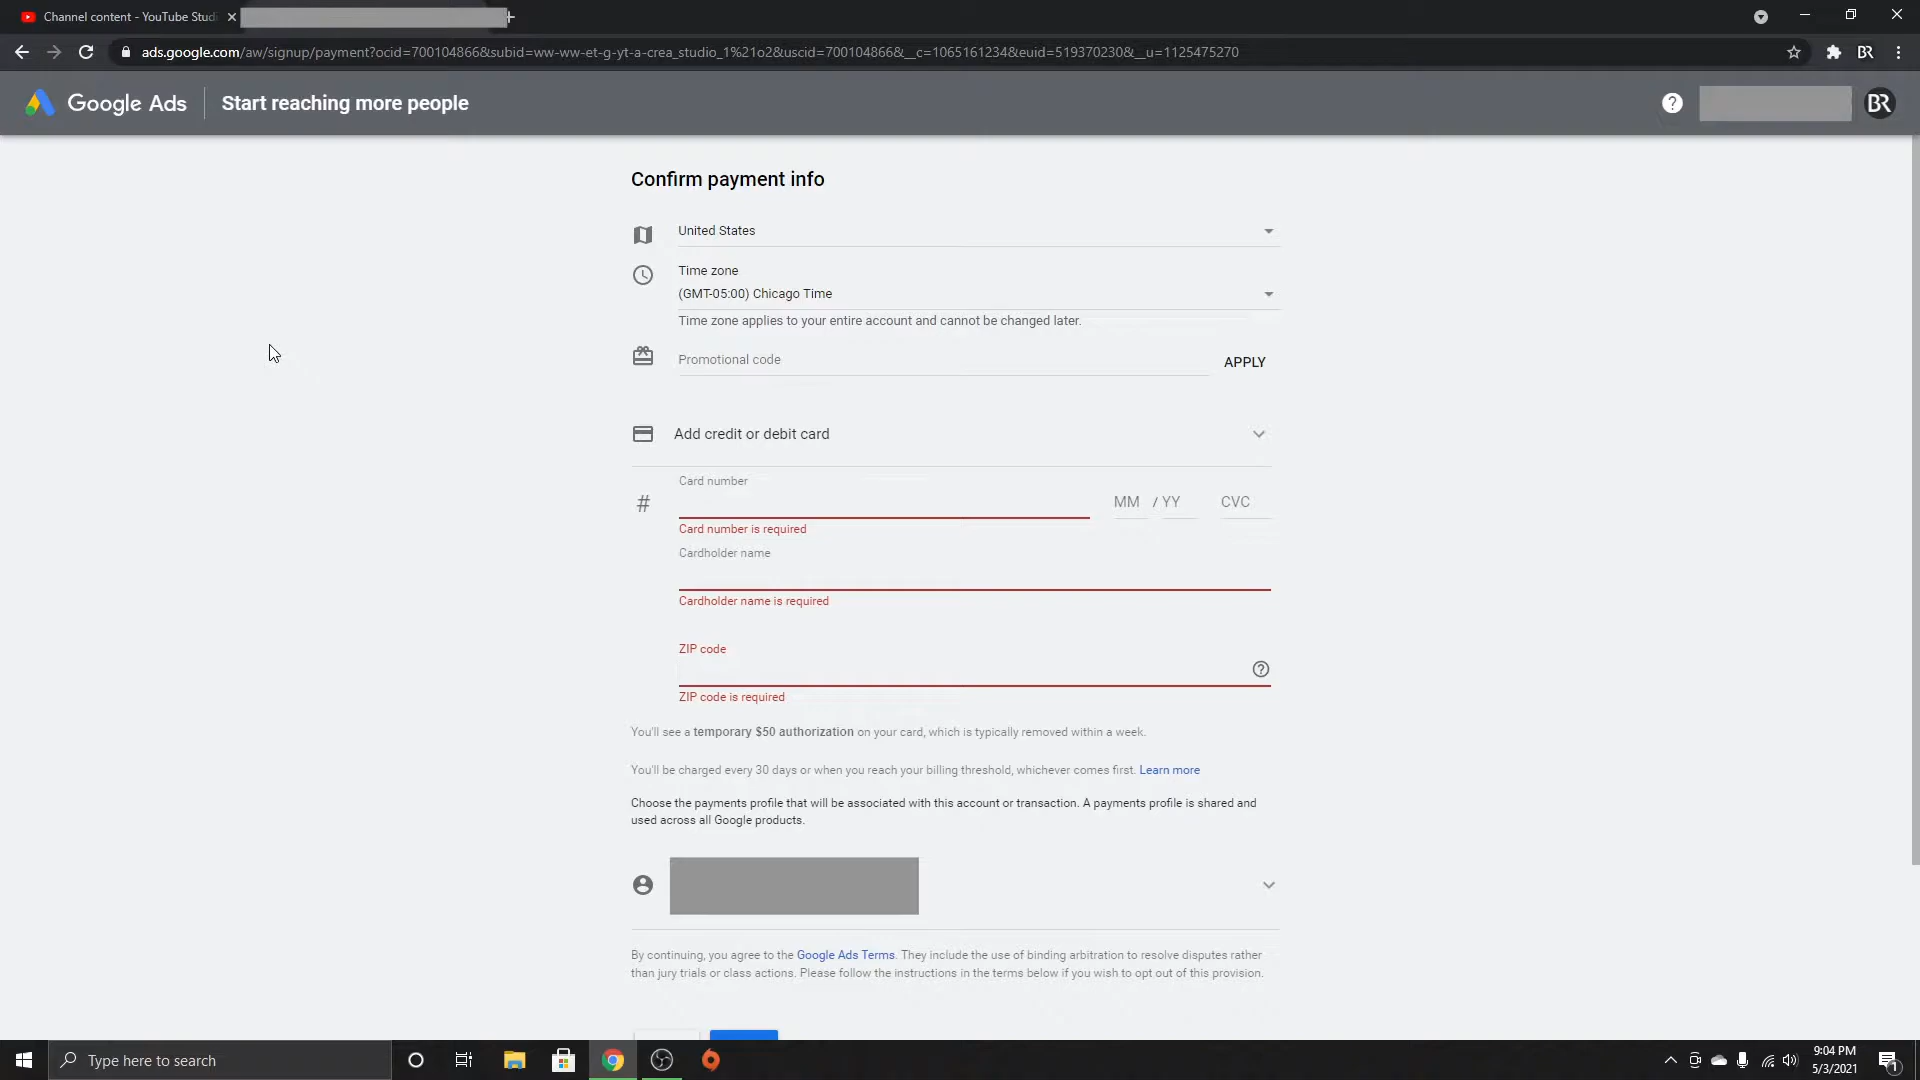 Channel content - YouTube Studi
ads.google.com/aw/signup/payment?ocid=700104866&subid=ww-ww-et-g-yt-a-crea_studio_1%21o2&uscid=700104866&__c=1065161234&euid=519370230&__u=1125475270
BR
Google Ads
Start reaching more people
?
BR
Confirm payment info
United States
Time zone
(GMT-05:00) Chicago Time
Time zone applies to your entire account and cannot be changed later.
Promotional code
APPLY
Add credit or debit card
Card number
# MM / YY CVC
Card number is required
Cardholder name
Cardholder name is required
ZIP code
?
ZIP code is required
You'll see a temporary $50 authorization on your card, which is typically removed within a week.
You'll be charged every 30 days or when you reach your billing threshold, whichever comes first. Learn more
Choose the payments profile that will be associated with this account or transaction. A payments profile is shared and
used across all Google products.
By continuing, you agree to the Google Ads Terms. They include the use of binding arbitration to resolve disputes rather
than jury trials or class actions. Please follow the instructions in the terms below if you wish to opt out of this provision.
Type here to search
9:04 PM
5/3/2021
1